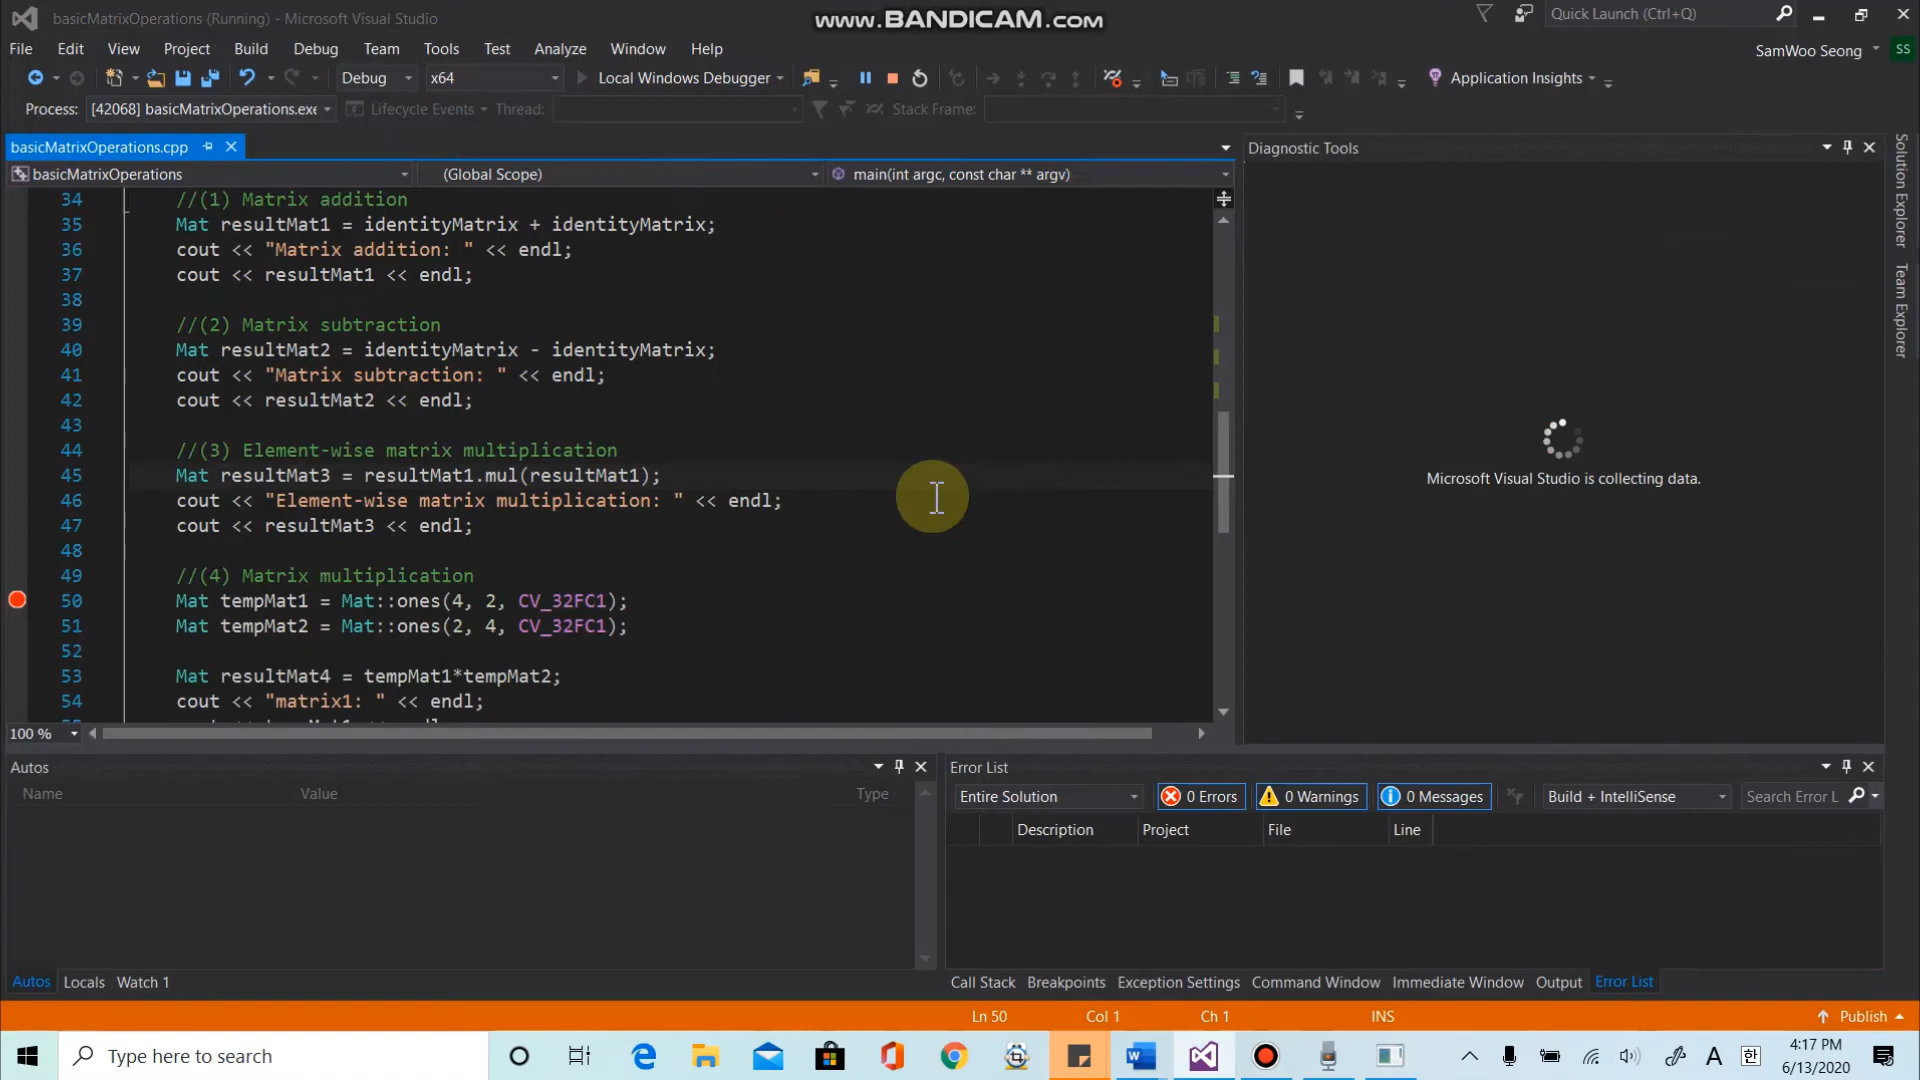 basicMatrixOperations (Running) - Microsoft Visual Studio
www.BANDICAM.com
Quick Launch (Ctrl+Q)
File Edit View Project Build Debug Team Tools Test Analyze Window Help
SamWoo Seong SS
Debug x64 Local Windows Debugger Application Insights
Process: [42068] basicMatrixOperations.exe Lifecycle Events Thread: Stack Frame:
basicMatrixOperations.cpp
Diagnostic Tools
basicMatrixOperations (Global Scope) main(int argc, const char ** argv)
34 //(1) Matrix addition
35 Mat resultMat1 = identityMatrix + identityMatrix;
36 cout << "Matrix addition: " << endl;
37 cout << resultMat1 << endl;
38
39 //(2) Matrix subtraction
40 Mat resultMat2 = identityMatrix - identityMatrix;
41 cout << "Matrix subtraction: " << endl;
42 cout << resultMat2 << endl;
43
44 //(3) Element-wise matrix multiplication
45 Mat resultMat3 = resultMat1.mul(resultMat1);
46 cout << "Element-wise matrix multiplication: " << endl;
47 cout << resultMat3 << endl;
48
49 //(4) Matrix multiplication
50 Mat tempMat1 = Mat::ones(4, 2, CV_32FC1);
51 Mat tempMat2 = Mat::ones(2, 4, CV_32FC1);
52
53 Mat resultMat4 = tempMat1*tempMat2;
54 cout << "matrix1: " << endl;
Microsoft Visual Studio is collecting data.
Solution Explorer
Team Explorer
100 %
Autos
Name Value Type
Autos Locals Watch 1
Error List
Entire Solution 0 Errors 0 Warnings 0 Messages Build + IntelliSense Search Error L
Description Project File Line
Call Stack Breakpoints Exception Settings Command Window Immediate Window Output Error List
Ln 50 Col 1 Ch 1 INS Publish
Type here to search
A 한
4:17 PM
6/13/2020